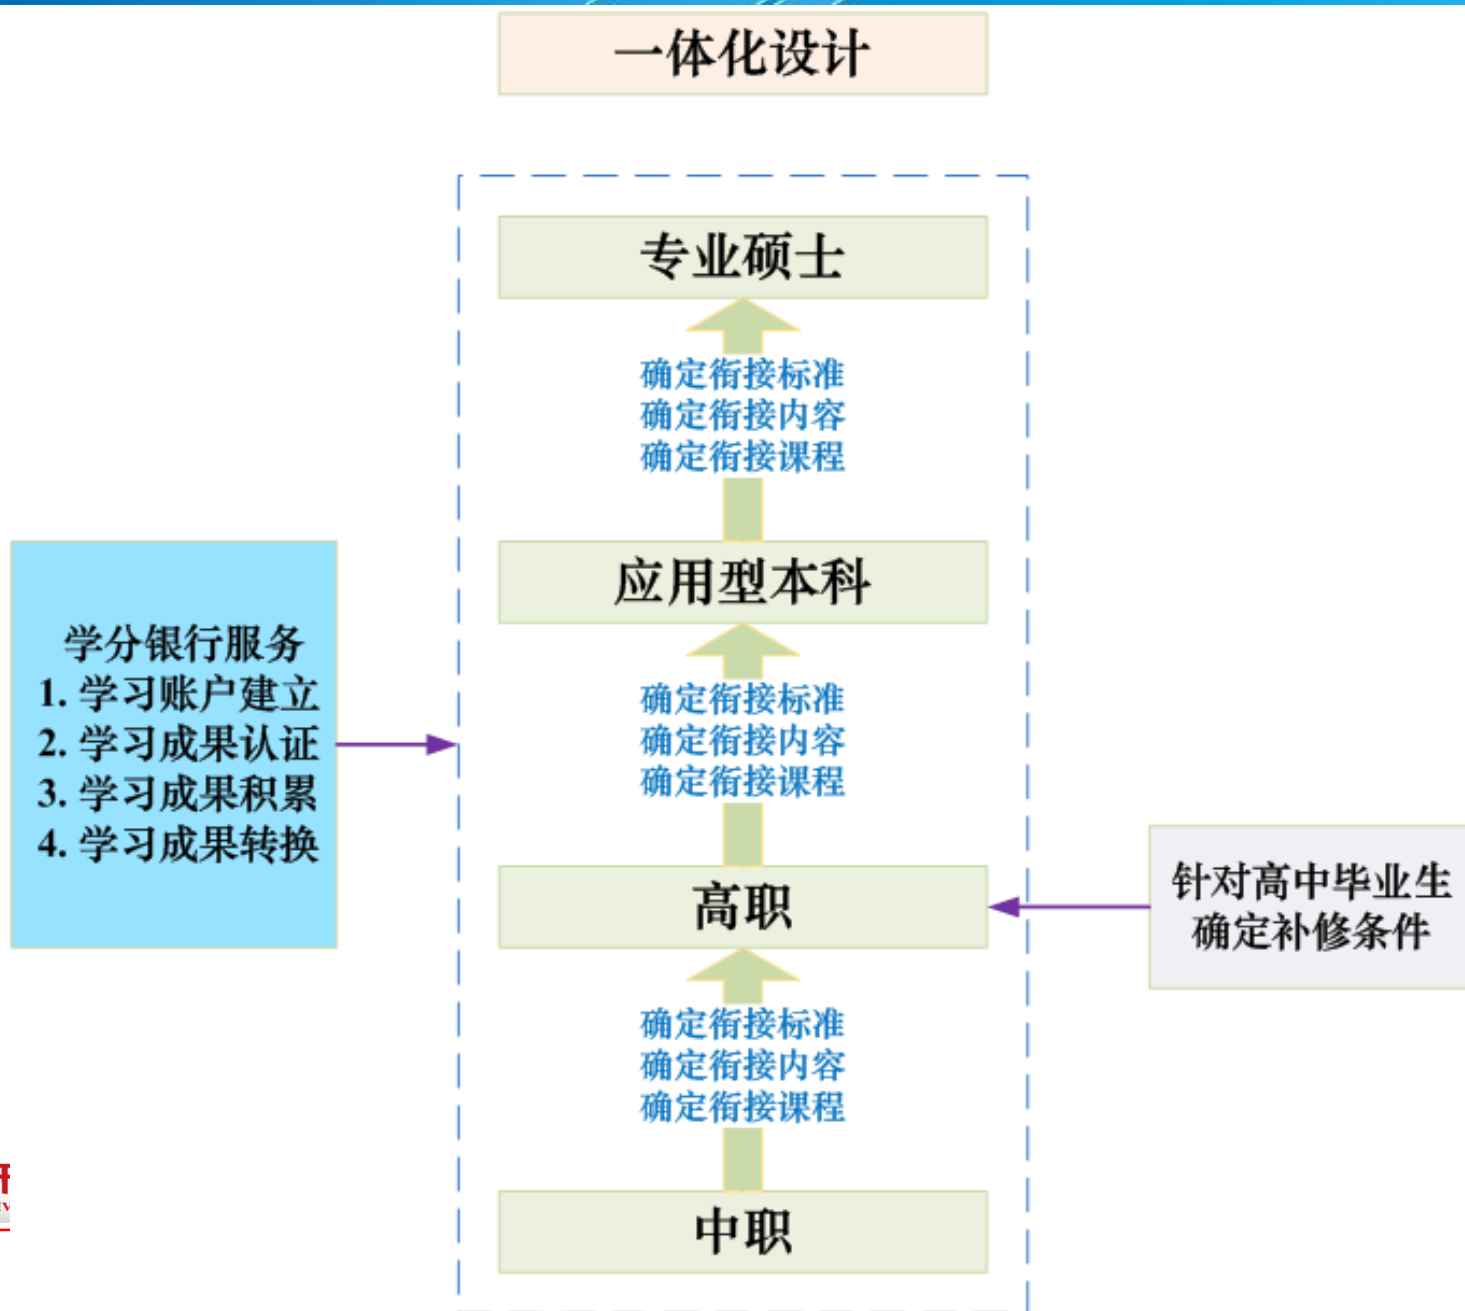 一体化设计
专业硕士
确定衔接标准
确定衔接内容
确定衔接课程
应用型本科
学分银行服务
1. 学习账户建立
2. 学习成果认证
3. 学习成果积累
4. 学习成果转换
确定衔接标准
确定衔接内容
确定衔接课程
高职
针对高中毕业生
确定补修条件
确定衔接标准
确定衔接内容
确定衔接课程
中职